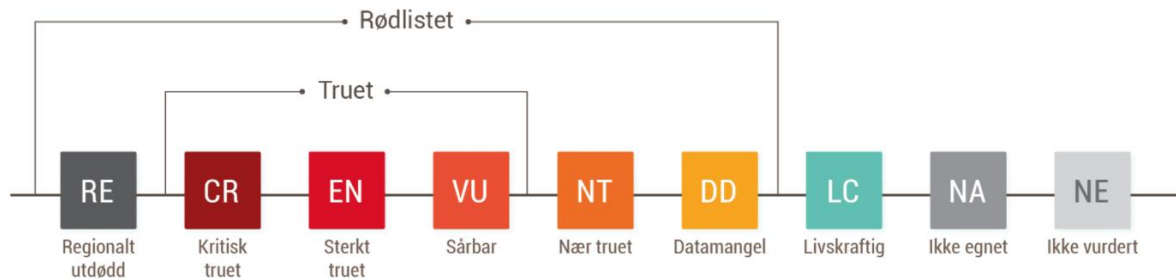 Rødlistet
Truet
RE
CR
EN
VU
NT
DD
LC
NA
NE
Regionalt
utdødd
Kritisk
truet
Sterkt
truet
Sårbar
Nær truet
Datamangel
Livskraftig
Ikke egnet
Ikke vurdert